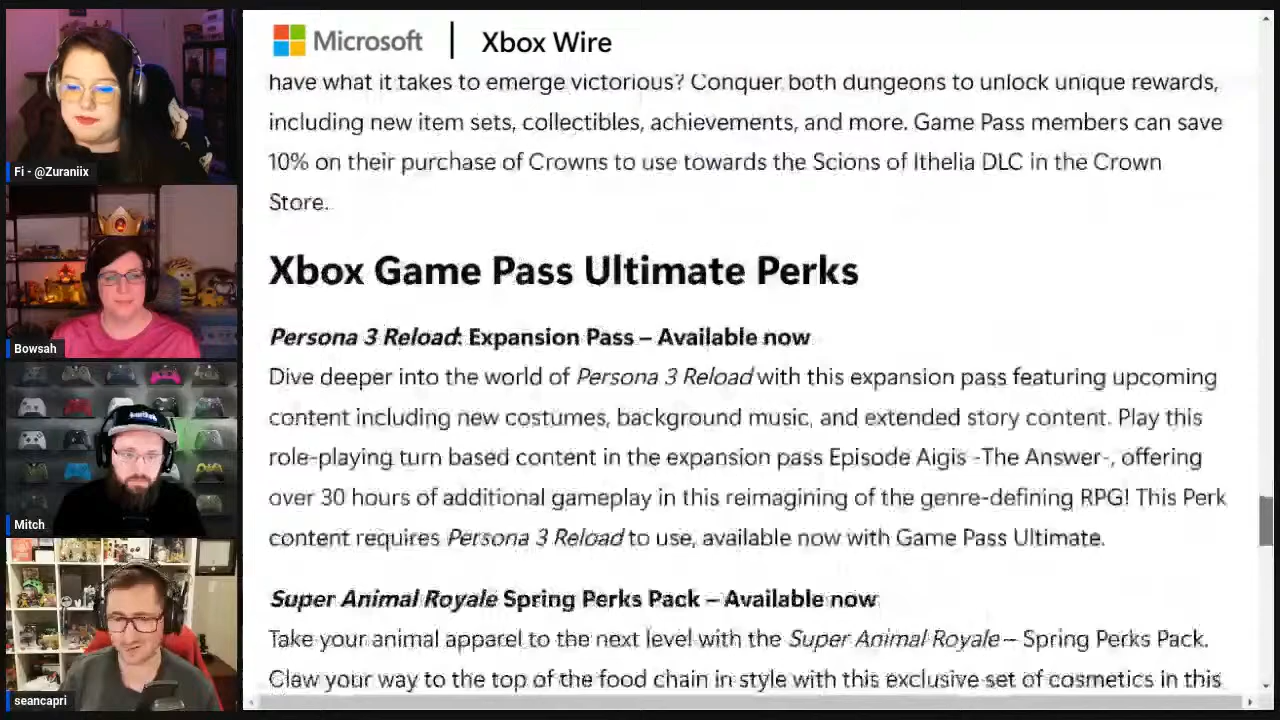 Microsoft | Xbox Wire
have what it takes to emerge victorious? Conquer both dungeons to unlock unique rewards,
including new item sets, collectibles, achievements, and more. Game Pass members can save
10% on their purchase of Crowns to use towards the Scions of Ithelia DLC in the Crown
Store.
Xbox Game Pass Ultimate Perks
Persona 3 Reload: Expansion Pass – Available now
Dive deeper into the world of Persona 3 Reload with this expansion pass featuring upcoming
content including new costumes, background music, and extended story content. Play this
role-playing turn based content in the expansion pass Episode Aigis -The Answer-, offering
over 30 hours of additional gameplay in this reimagining of the genre-defining RPG! This Perk
content requires Persona 3 Reload to use, available now with Game Pass Ultimate.
Super Animal Royale Spring Perks Pack – Available now
Take your animal apparel to the next level with the Super Animal Royale – Spring Perks Pack.
Claw your way to the top of the food chain in style with this exclusive set of cosmetics in this
Fi - @Zuraniix
Bowsah
Mitch
seancapri